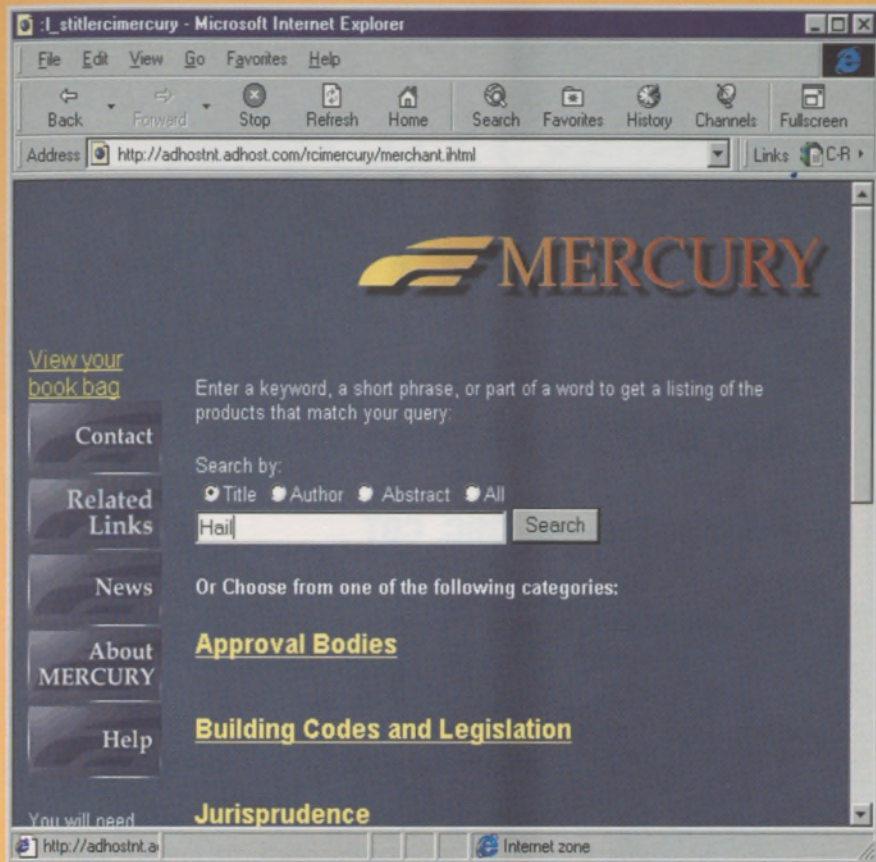 :l_stitlercimercury - Microsoft Internet Explorer
File Edit View Go Favorites Help
Back Forward Stop Refresh Home Search Favorites History Channels Fullscreen
Address http://adhostnt.adhost.com/rcimercury/merchant.ihtml Links C-R
MERCURY
View your
book bag
Contact
Related
Links
News
About
MERCURY
Help
You will need
Enter a keyword, a short phrase, or part of a word to get a listing of the
products that match your query:
Search by:
Title Author Abstract All
Hail Search
Or Choose from one of the following categories:
Approval Bodies
Building Codes and Legislation
Jurisprudence
http://adhostnt.a Internet zone